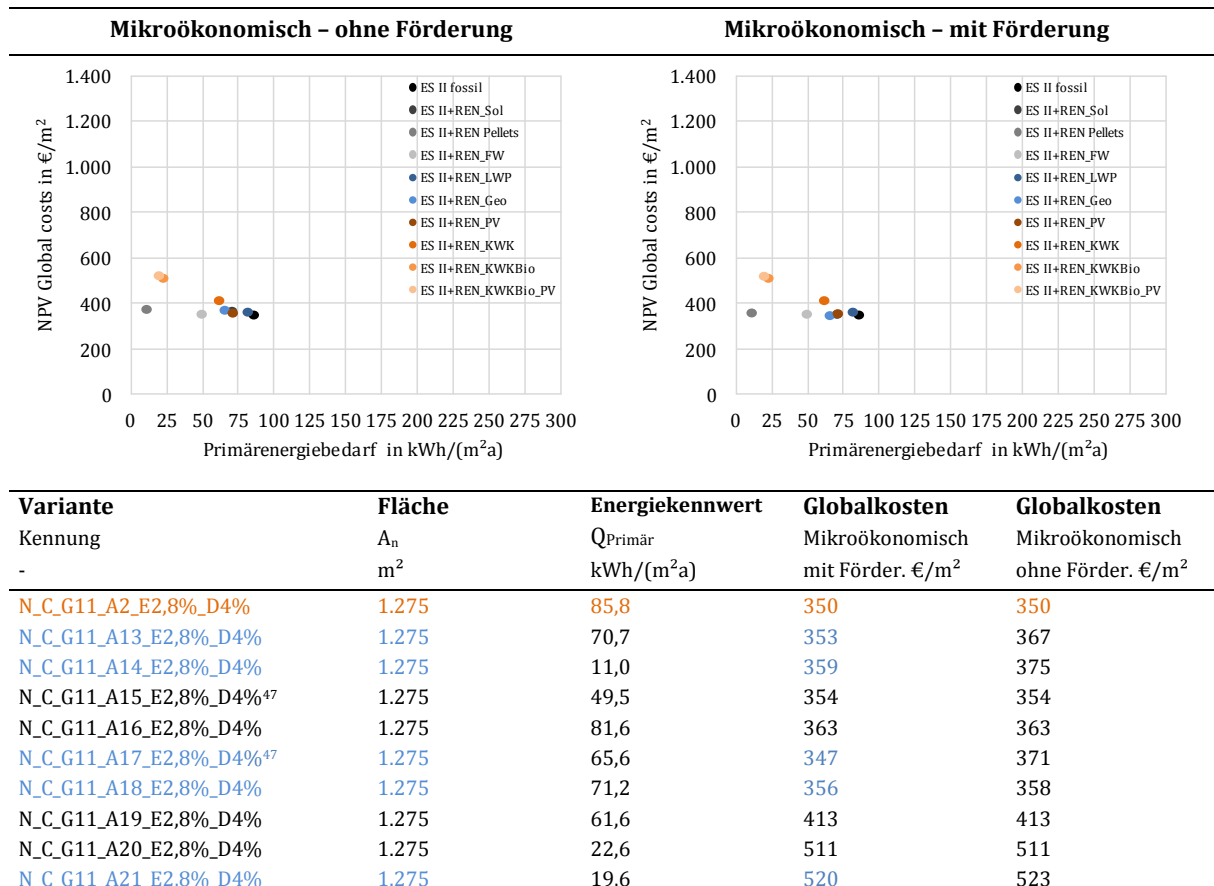 Mikroökonomisch – ohne Förderung
Mikroökonomisch – mit Förderung
NPV Global costs in €/m²
1.400
1.200
1.000
800
600
400
200
0
0 25 50 75 100 125 150 175 200 225 250 275 300
Primärenergiebedarf in kWh/(m²a)
ES II fossil
ES II+REN_Sol
ES II+REN Pellets
ES II+REN_FW
ES II+REN_LWP
ES II+REN_Geo
ES II+REN_PV
ES II+REN_KWK
ES II+REN_KWKBio
ES II+REN_KWKBio_PV
NPV Global costs in €/m²
1.400
1.200
1.000
800
600
400
200
0
0 25 50 75 100 125 150 175 200 225 250 275 300
Primärenergiebedarf in kWh/(m²a)
ES II fossil
ES II+REN_Sol
ES II+REN Pellets
ES II+REN_FW
ES II+REN_LWP
ES II+REN_Geo
ES II+REN_PV
ES II+REN_KWK
ES II+REN_KWKBio
ES II+REN_KWKBio_PV
Variante Fläche Energiekennwert Globalkosten Globalkosten
Kennung An QPrimär Mikroökonomisch Mikroökonomisch
- m² kWh/(m²a) mit Förder. €/m² ohne Förder. €/m²
N_C_G11_A2_E2,8%_D4% 1.275 85,8 350 350
N_C_G11_A13_E2,8%_D4% 1.275 70,7 353 367
N_C_G11_A14_E2,8%_D4% 1.275 11,0 359 375
N_C_G11_A15_E2,8%_D4%47 1.275 49,5 354 354
N_C_G11_A16_E2,8%_D4% 1.275 81,6 363 363
N_C_G11_A17_E2,8%_D4%47 1.275 65,6 347 371
N_C_G11_A18_E2,8%_D4% 1.275 71,2 356 358
N_C_G11_A19_E2,8%_D4% 1.275 61,6 413 413
N_C_G11_A20_E2,8%_D4% 1.275 22,6 511 511
N_C_G11_A21_E2,8%_D4% 1.275 19,6 520 523